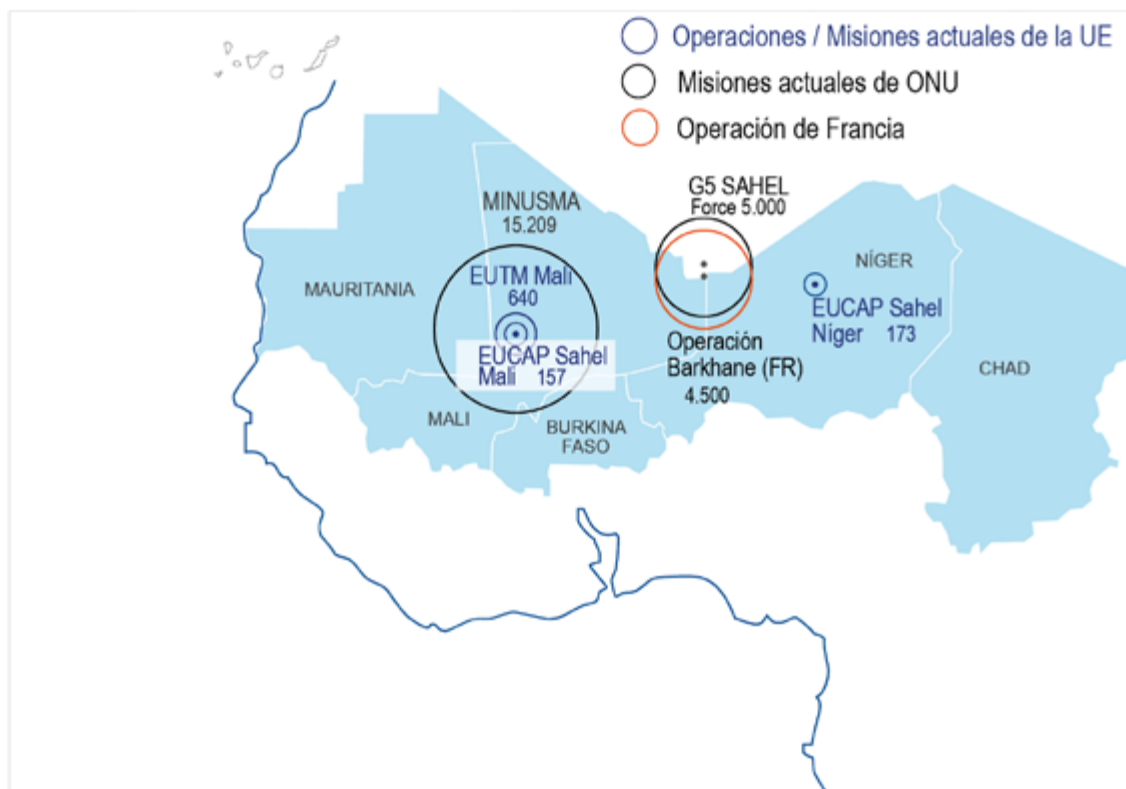 Operaciones / Misiones actuales de la UE
Misiones actuales de ONU
Operación de Francia
G5 SAHEL
Force 5.000
MINUSMA
15.209
NÍGER
MAURITANIA
EUTM Mali
640
EUCAP Sahel
Níger 173
EUCAP Sahel
Mali 157
Operación
Barkhane (FR)
4.500
CHAD
MALI
BURKINA
FASO